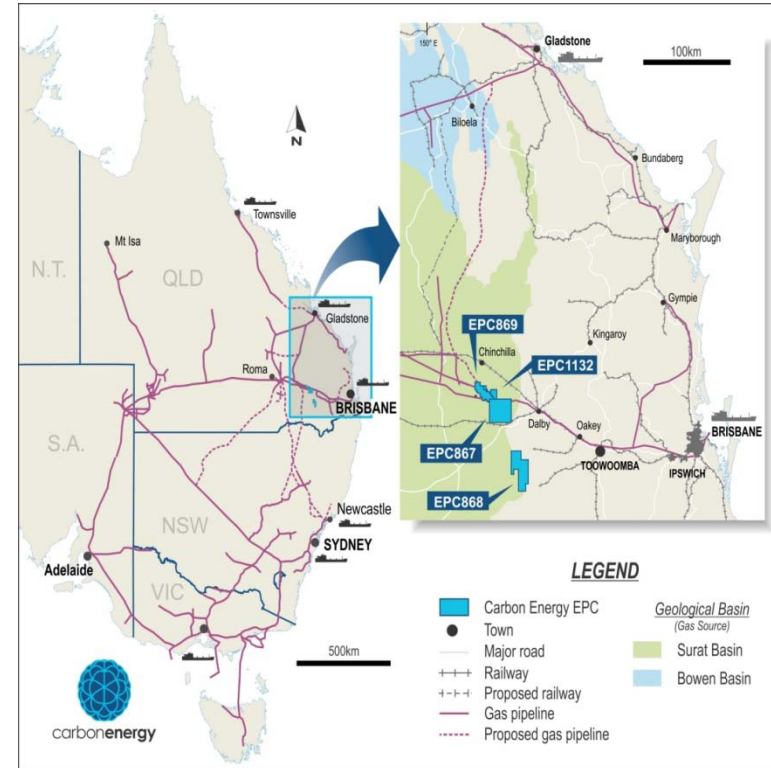 N
Townsville
Mt Isa
N.T.
QLD
Gladstone
Roma
BRISBANE
S.A.
NSW
Newcastle
SYDNEY
Adelaide
VIC
500km
carbonenergy
150° E
Gladstone
100km
Biloela
Bundaberg
Maryborough
Gympie
EPC869
Kingaroy
Chinchilla
EPC1132
BRISBANE
Dalby
Oakey
EPC867
TOOWOOMBA
IPSWICH
EPC868
LEGEND
Carbon Energy EPC
Town
Major road
Railway
Proposed railway
Gas pipeline
Proposed gas pipeline
Geological Basin
(Gas Source)
Surat Basin
Bowen Basin